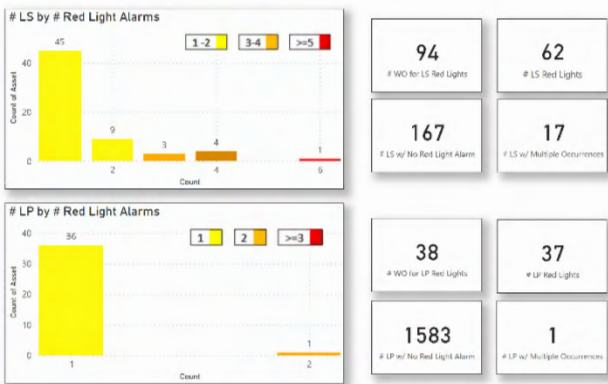 # LS by # Red Light Alarms
1-2
3-4
>=5
45
9
3
4
1
40
20
0
Count of Asset
2
4
6
Count
94
# WO for LS Red Lights
62
# LS Red Lights
167
# LS w/ No Red Light Alarm
17
# LS w/ Multiple Occurrences
# LP by # Red Light Alarms
1
2
>=3
36
1
40
30
20
10
0
Count of Asset
1
2
Count
38
# WO for LP Red Lights
37
# LP Red Lights
1583
# LP w/ No Red Light Alarm
1
# LP w/ Multiple Occurrences